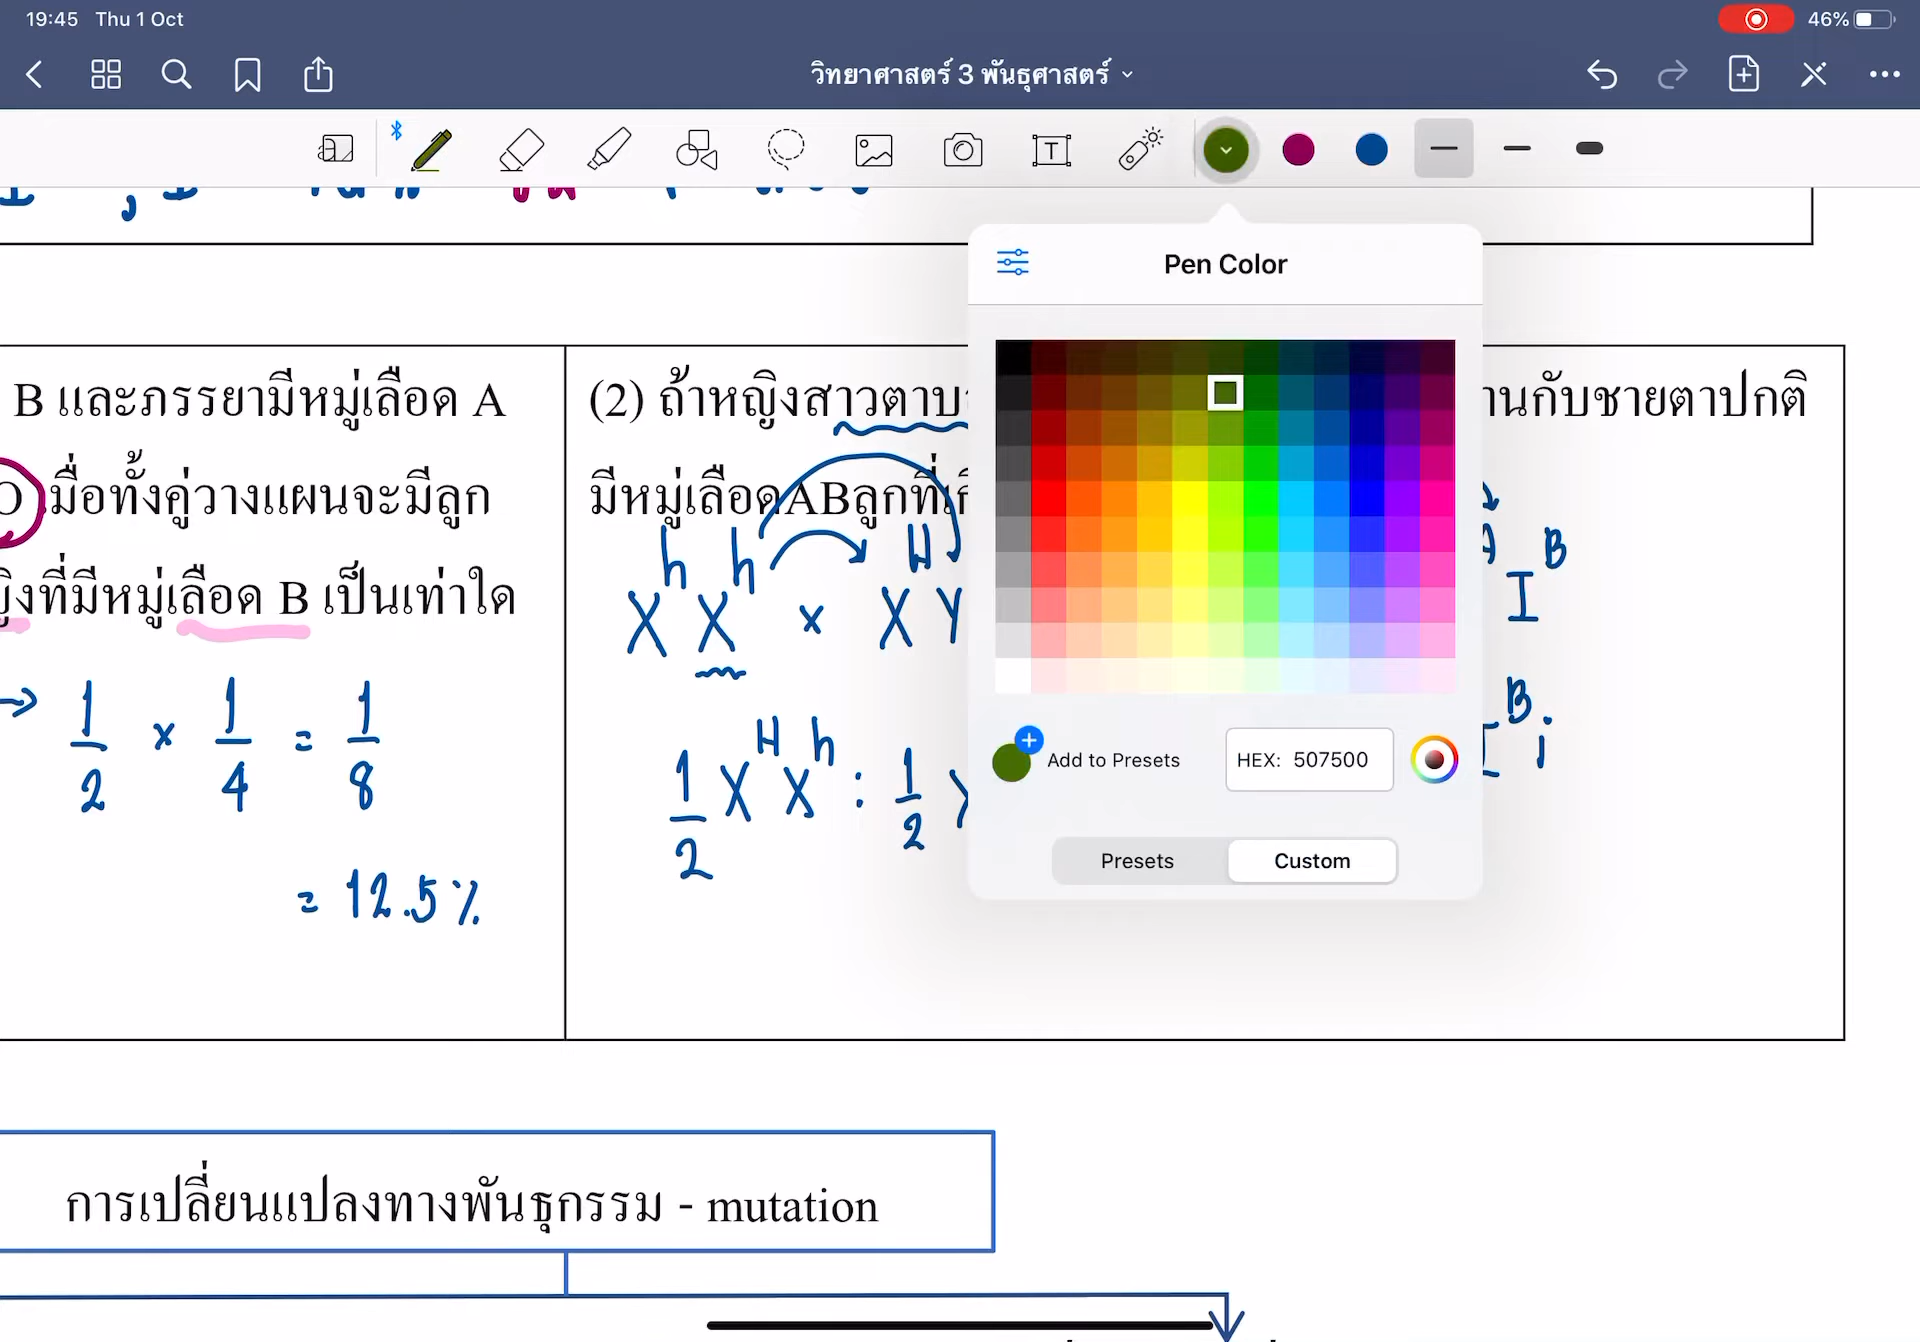 19:45 Thu 1 Oct
46%
วิทยาศาสตร์ 3 พันธุศาสตร์
Pen Color
B และภรรยามีหมู่เลือด A
O มื่อทั้งคู่วางแผนจะมีลูก
ที่มีหมู่เลือด B เป็นเท่าใด
→ 1/2 × 1/4 = 1/8
= 12.5 %
(2) ถ้าหญิงสาวตาบ
านกับชายตาปกติ
มีหมู่เลือดABลูกที่
X^h X^h × X^H Y
I^B
1/2 X^H X^h : 1/2
I^B i
Add to Presets
HEX: 507500
Presets
Custom
การเปลี่ยนแปลงทางพันธุกรรม - mutation